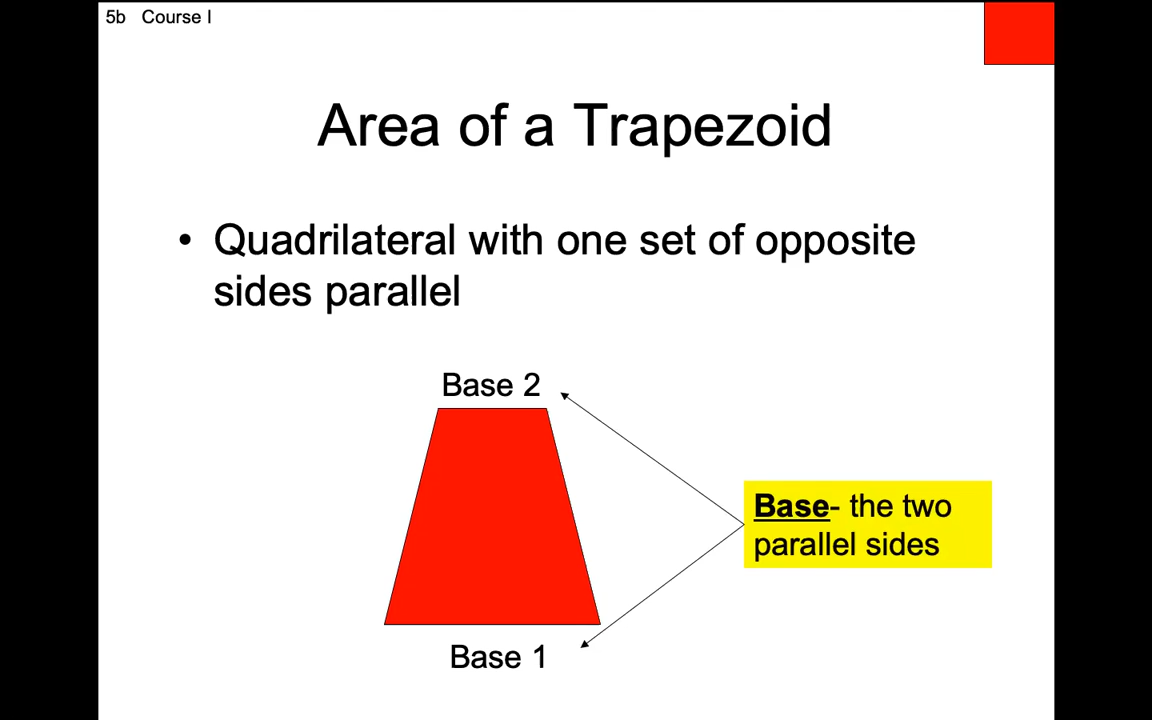 5b Course I
Area of a Trapezoid
• Quadrilateral with one set of opposite
sides parallel
Base 2
Base- the two
parallel sides
Base 1